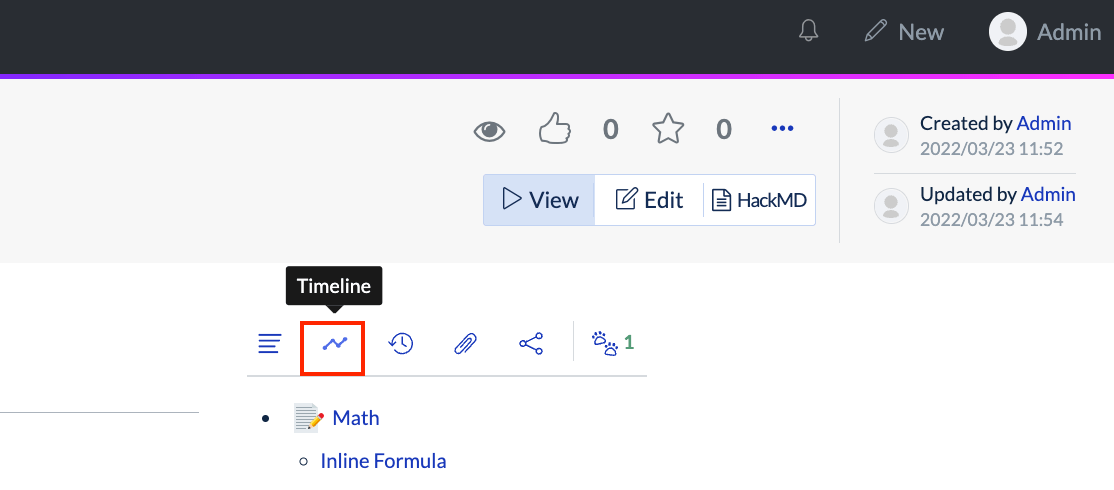 New
Admin
0
0
Created by Admin
2022/03/23 11:52
View
Edit
HackMD
Updated by Admin
2022/03/23 11:54
Timeline
1
Math
Inline Formula